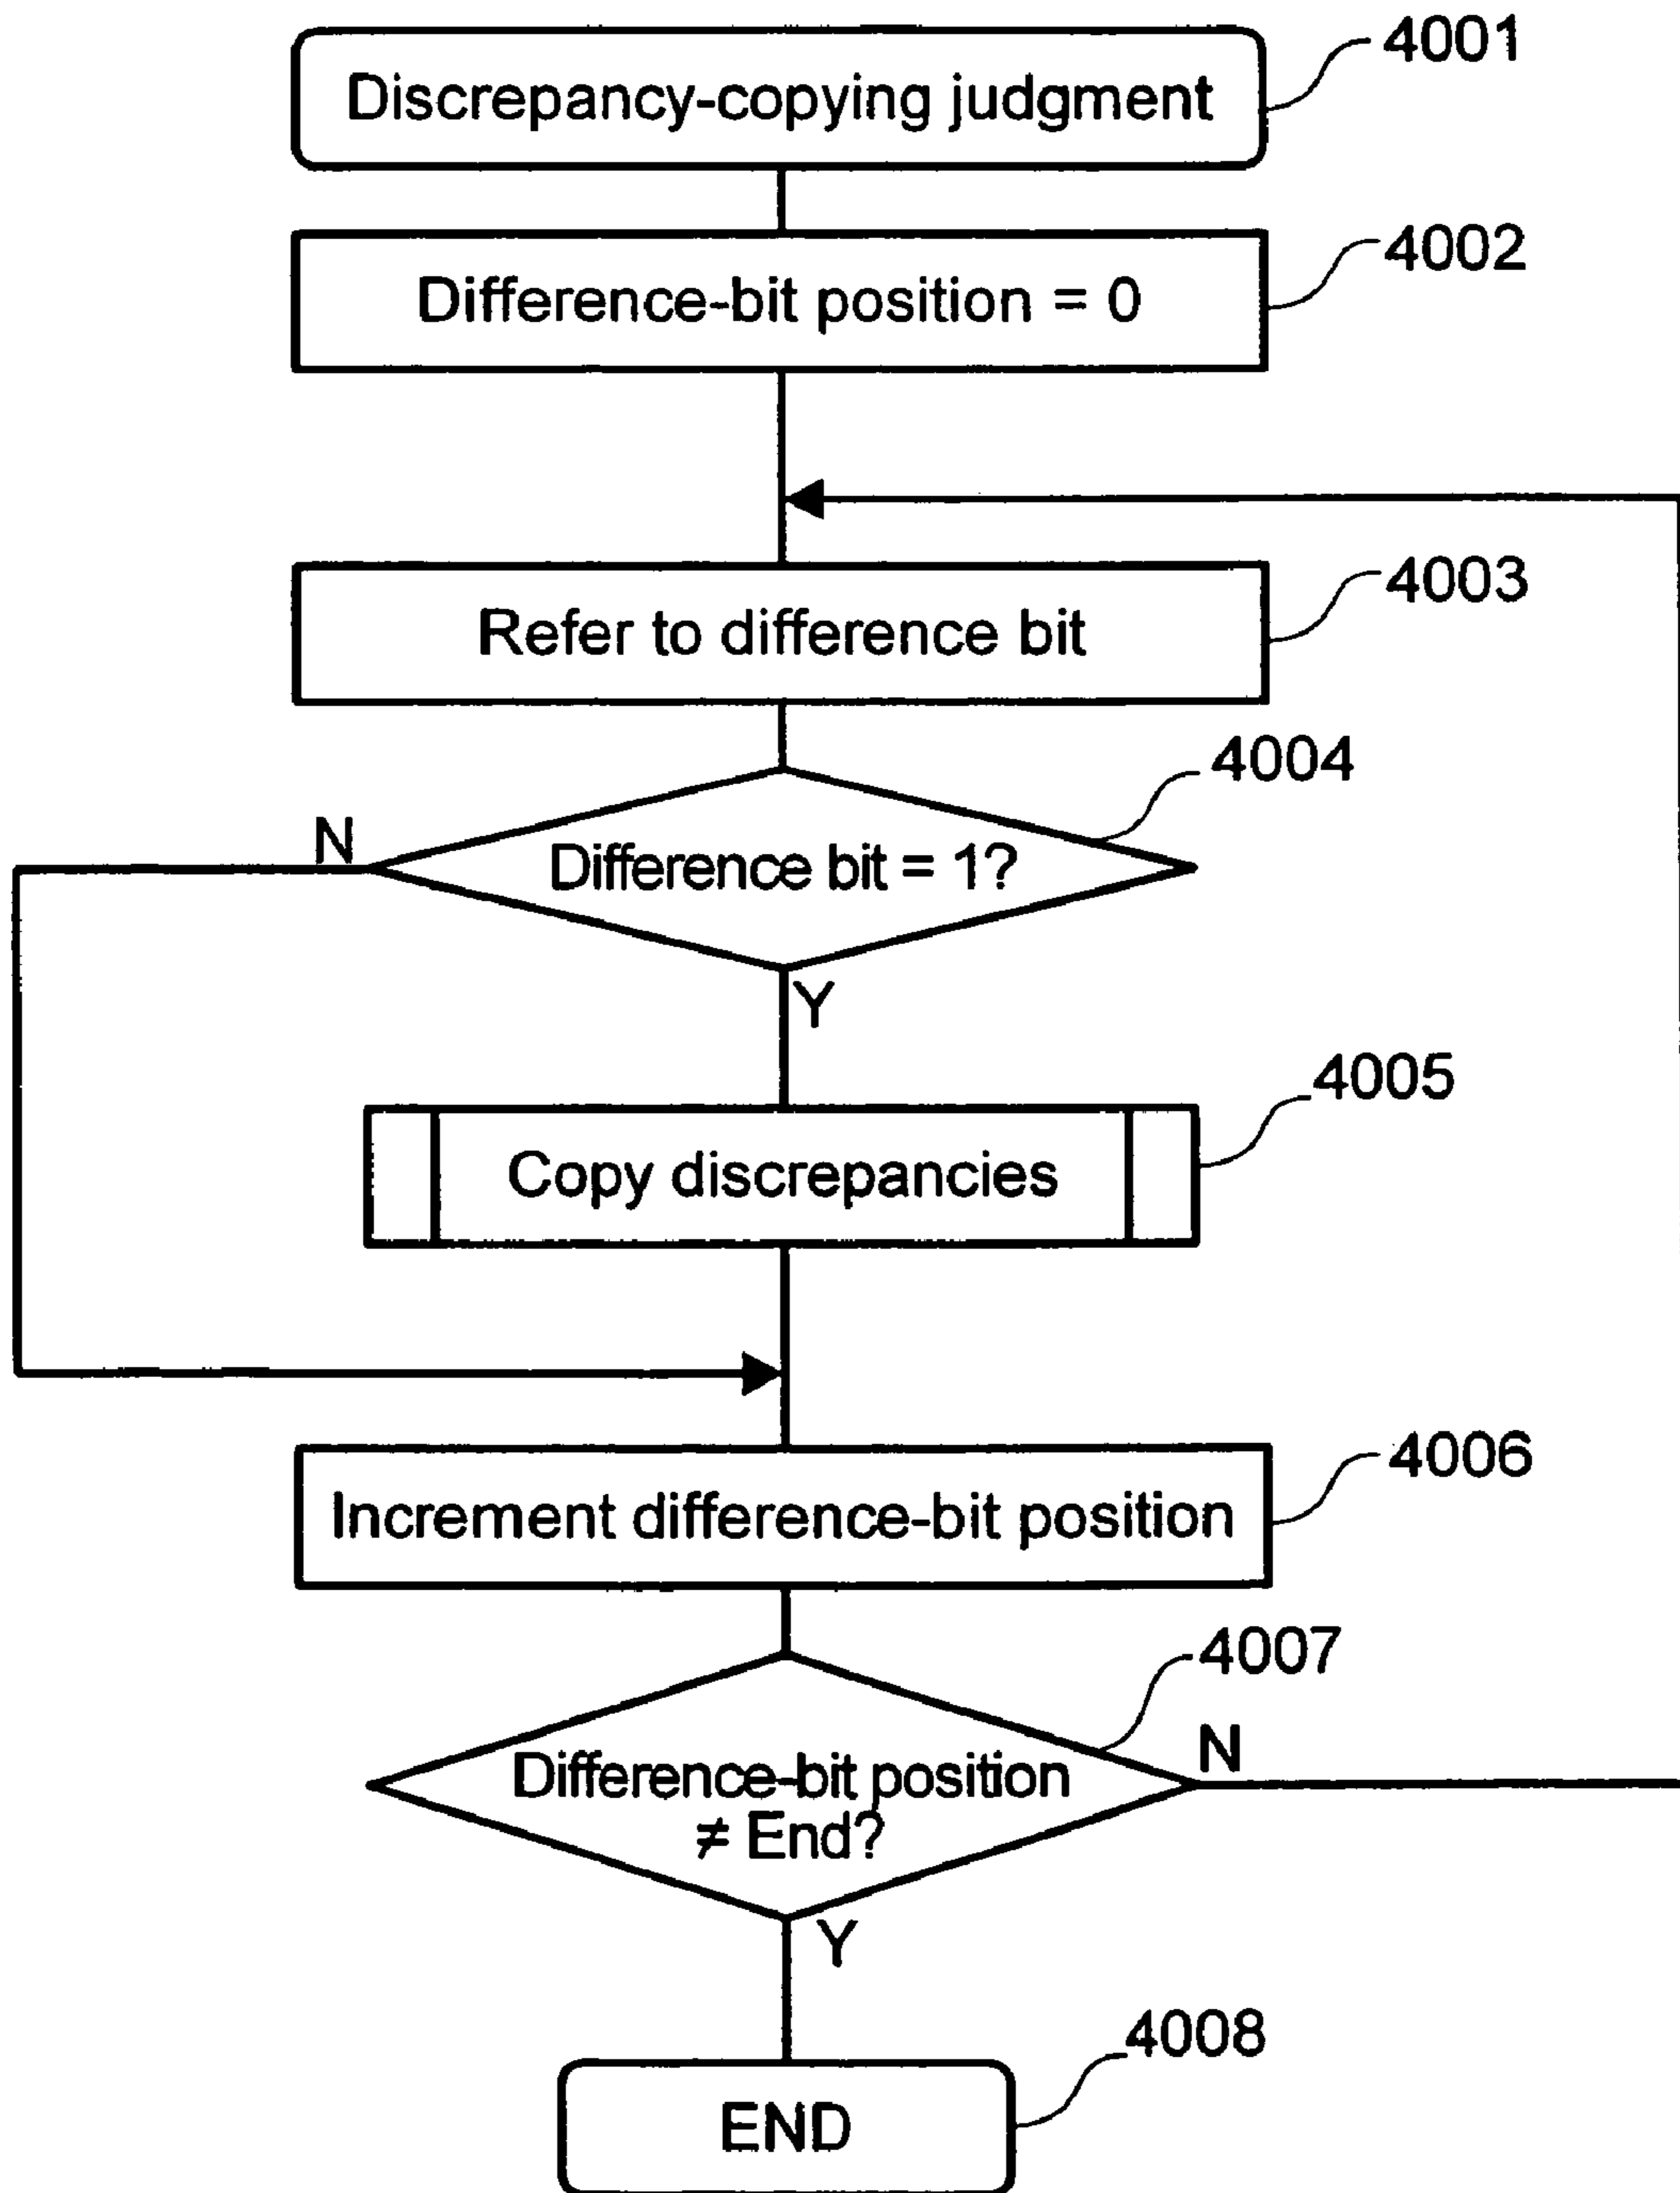 4001
Discrepancy-copying judgment
4002
Difference-bit position = 0
4003
Refer to difference bit
4004
N
Difference bit = 1?
Y
4005
Copy discrepancies
4006
Increment difference-bit position
4007
N
Difference-bit position
≠ End?
Y
4008
END